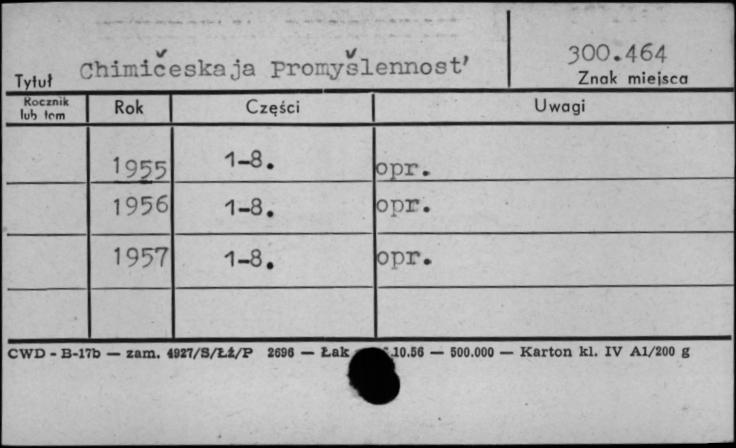 Chimičeskaja Promyšlennost'
300.464
Tytuł
Znak miejsca
Rocznik lub tom Rok Części Uwagi
1955 1-8. opr.
1956 1-8. opr.
1957 1-8. opr.
CWD - B-17b — zam. 4927/S/ŁŹ/P 2696 — Łak 10.56 — 500.000 — Karton kl. IV A1/200 g